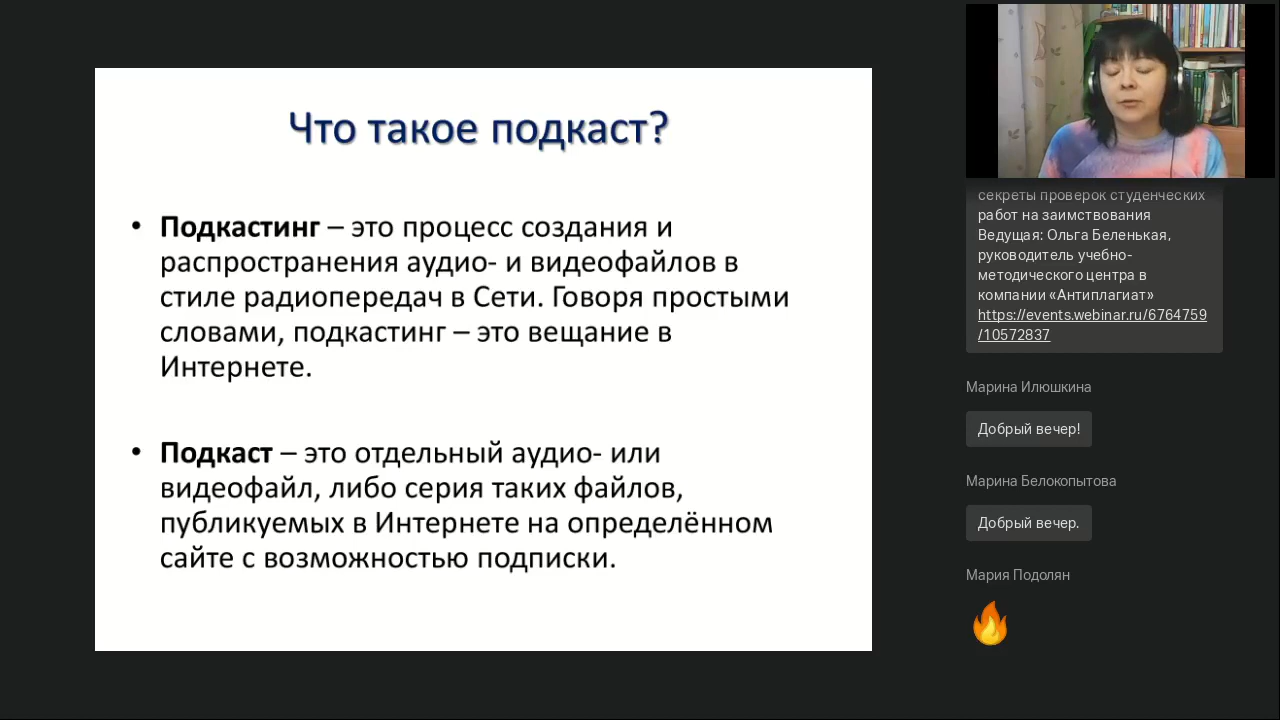 Что такое подкаст?
• Подкастинг – это процесс создания и
распространения аудио- и видеофайлов в
стиле радиопередач в Сети. Говоря простыми
словами, подкастинг – это вещание в
Интернете.
• Подкаст – это отдельный аудио- или
видеофайл, либо серия таких файлов,
публикуемых в Интернете на определённом
сайте с возможностью подписки.
секреты проверок студенческих
работ на заимствования
Ведущая: Ольга Беленькая,
руководитель учебно-
методического центра в
компании «Антиплагиат»
https://events.webinar.ru/6764759
/10572837
Марина Илюшкина
Добрый вечер!
Марина Белокопытова
Добрый вечер.
Мария Подолян